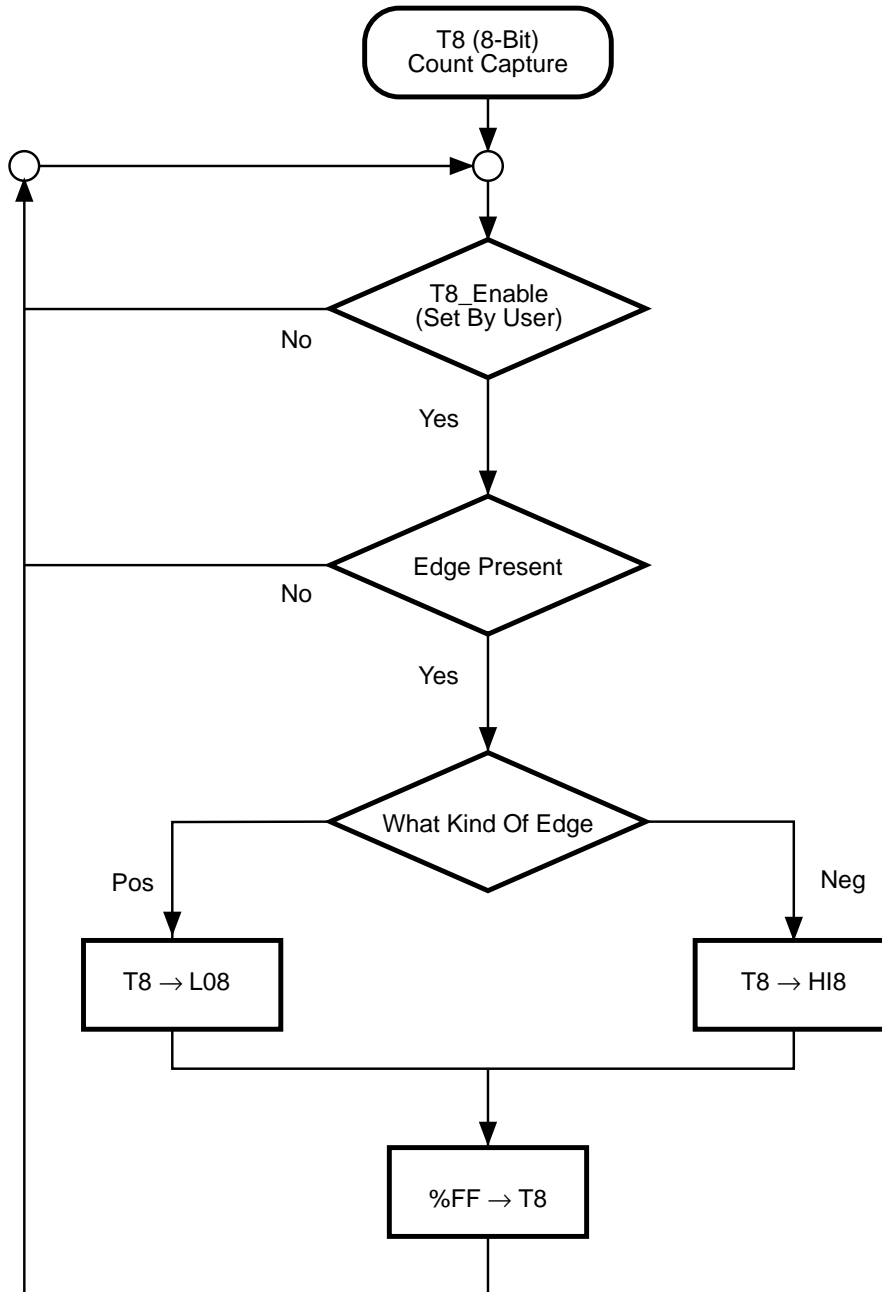 T8 (8-Bit)
Count Capture
T8_Enable
(Set By User)
No
Yes
Edge Present
No
Yes
What Kind Of Edge
Pos
Neg
T8 → L08
T8 → HI8
%FF → T8